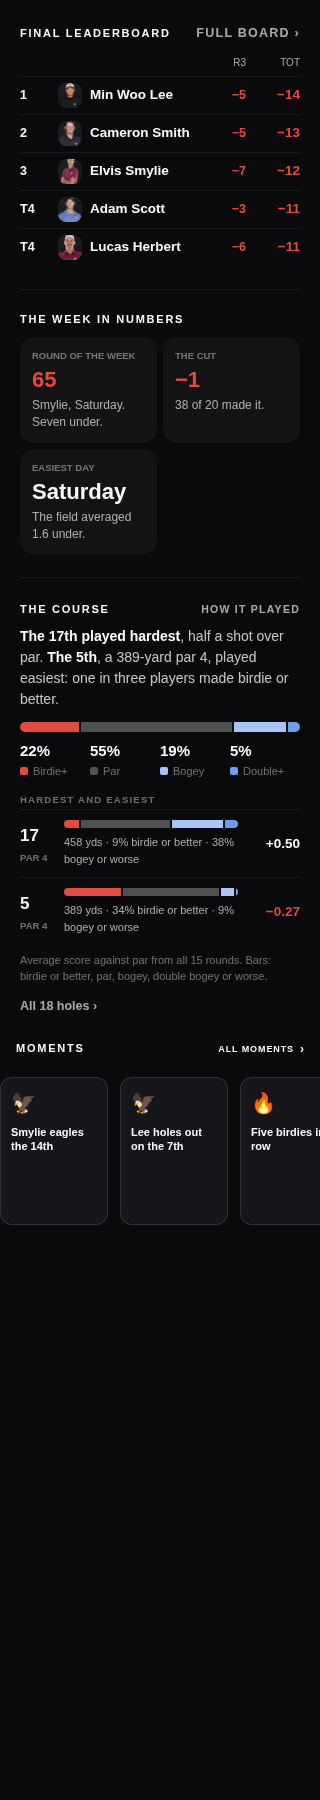 FINAL LEADERBOARD FULL BOARD ›
R3 TOT
1 Min Woo Lee −5 −14
2 Cameron Smith −5 −13
3 Elvis Smylie −7 −12
T4 Adam Scott −3 −11
T4 Lucas Herbert −6 −11
THE WEEK IN NUMBERS
ROUND OF THE WEEK
65
Smylie, Saturday.
Seven under.
THE CUT
−1
38 of 20 made it.
EASIEST DAY
Saturday
The field averaged
1.6 under.
THE COURSE HOW IT PLAYED
The 17th played hardest, half a shot over
par. The 5th, a 389-yard par 4, played
easiest: one in three players made birdie or
better.
22% 55% 19% 5%
Birdie+ Par Bogey Double+
HARDEST AND EASIEST
17
PAR 4
458 yds · 9% birdie or better · 38%
bogey or worse
+0.50
5
PAR 4
389 yds · 34% birdie or better · 9%
bogey or worse
−0.27
Average score against par from all 15 rounds. Bars:
birdie or better, par, bogey, double bogey or worse.
All 18 holes ›
MOMENTS ALL MOMENTS ›
Smylie eagles
the 14th
Lee holes out
on the 7th
Five birdies
row